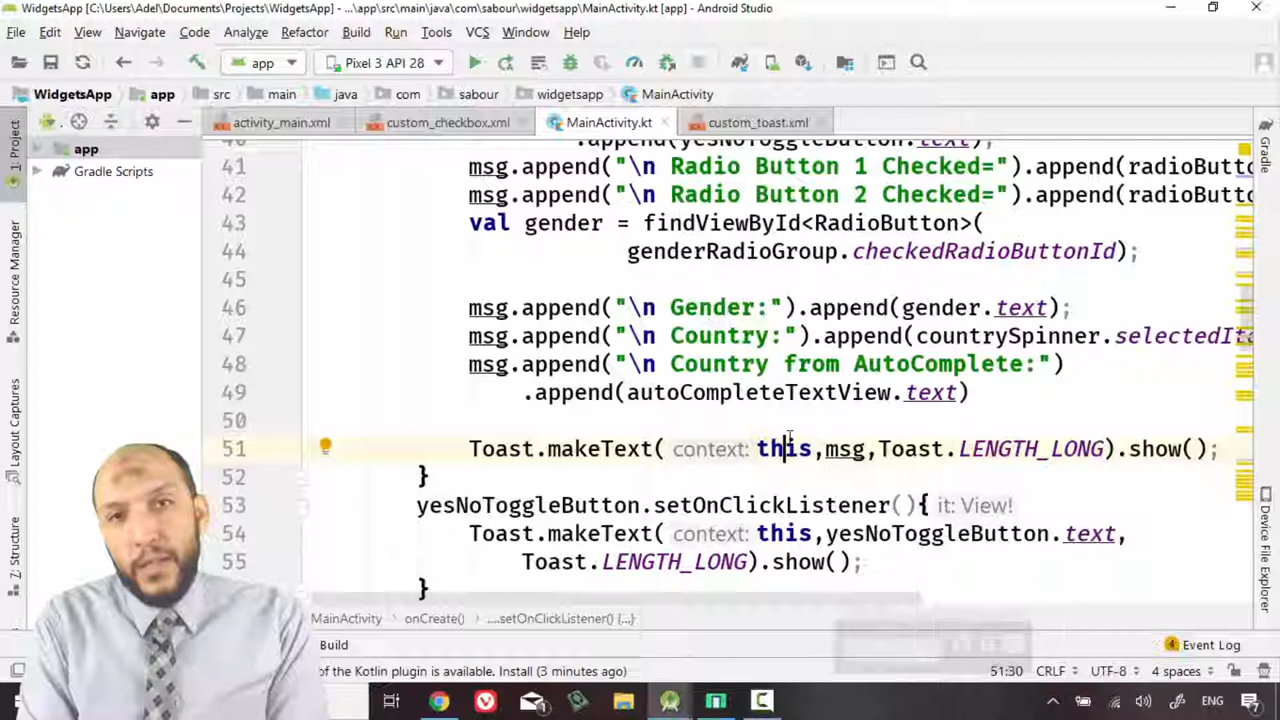 WidgetsApp [C:\Users\Adel\Documents\Projects\WidgetsApp] - ...\app\src\main\java\com\sabour\widgetsapp\MainActivity.kt [app] - Android Studio
File Edit View Navigate Code Analyze Refactor Build Run Tools VCS Window Help
app Pixel 3 API 28
WidgetsApp app src main java com sabour widgetsapp MainActivity
activity_main.xml custom_checkbox.xml MainActivity.kt custom_toast.xml
1: Project
app
Gradle Scripts
Resource Manager
Layout Captures
Z: Structure
40 .append(yesNoToggleButton.text);
41 msg.append("\n Radio Button 1 Checked=").append(radioButto
42 msg.append("\n Radio Button 2 Checked=").append(radioButto
43 val gender = findViewById<RadioButton>(
44 genderRadioGroup.checkedRadioButtonId);
45
46 msg.append("\n Gender:").append(gender.text);
47 msg.append("\n Country:").append(countrySpinner.selectedIt
48 msg.append("\n Country from AutoComplete:")
49 .append(autoCompleteTextView.text)
50
51 Toast.makeText( context: this,msg,Toast.LENGTH_LONG).show();
52 }
53 yesNoToggleButton.setOnClickListener(){ it: View!
54 Toast.makeText( context: this,yesNoToggleButton.text,
55 Toast.LENGTH_LONG).show();
}
Gradle
Device File Explorer
MainActivity onCreate() ....setOnClickListener() {...}
Build
Event Log
of the Kotlin plugin is available. Install (3 minutes ago)
51:30 CRLF UTF-8 4 spaces
ENG